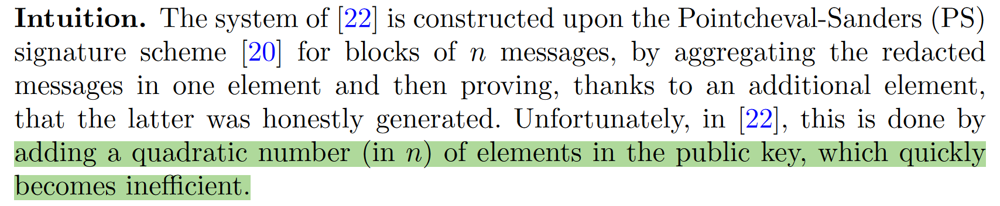 Intuition. The system of [22] is constructed upon the Pointcheval-Sanders (PS)
signature scheme [20] for blocks of n messages, by aggregating the redacted
messages in one element and then proving, thanks to an additional element,
that the latter was honestly generated. Unfortunately, in [22], this is done by
adding a quadratic number (in n) of elements in the public key, which quickly
becomes inefficient.